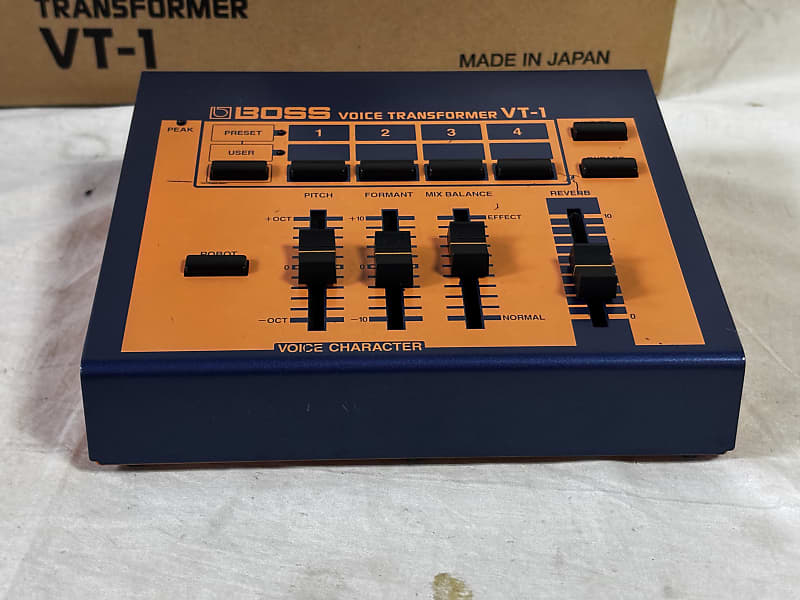 TRANSFORMER
VT-1
MADE IN JAPAN
BOSS VOICE TRANSFORMER VT-1
PEAK
PRESET 1 2 3 4
USER
PITCH FORMANT MIX BALANCE REVERB
+OCT +10 EFFECT 10
ROBOT
0 0
-OCT -10 NORMAL 0
VOICE CHARACTER